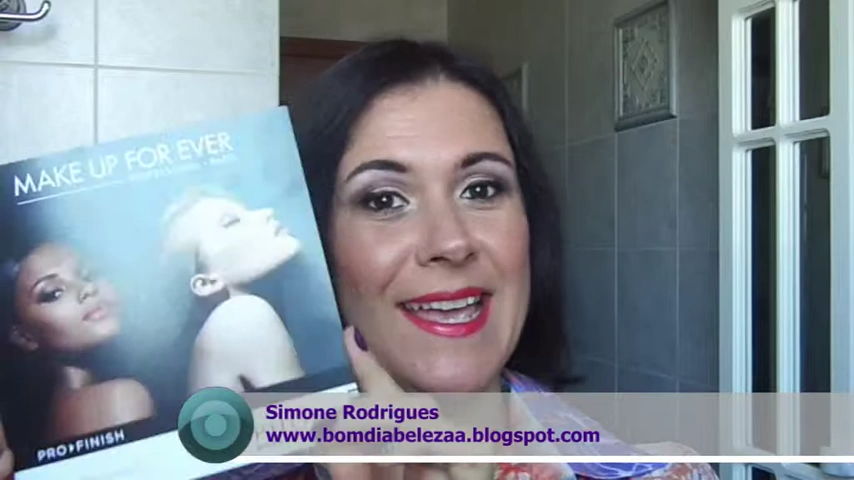 MAKE UP FOR EVER
PROFESSIONAL • PARIS
PRO FINISH
Simone Rodrigues
www.bomdiabelezaa.blogspot.com